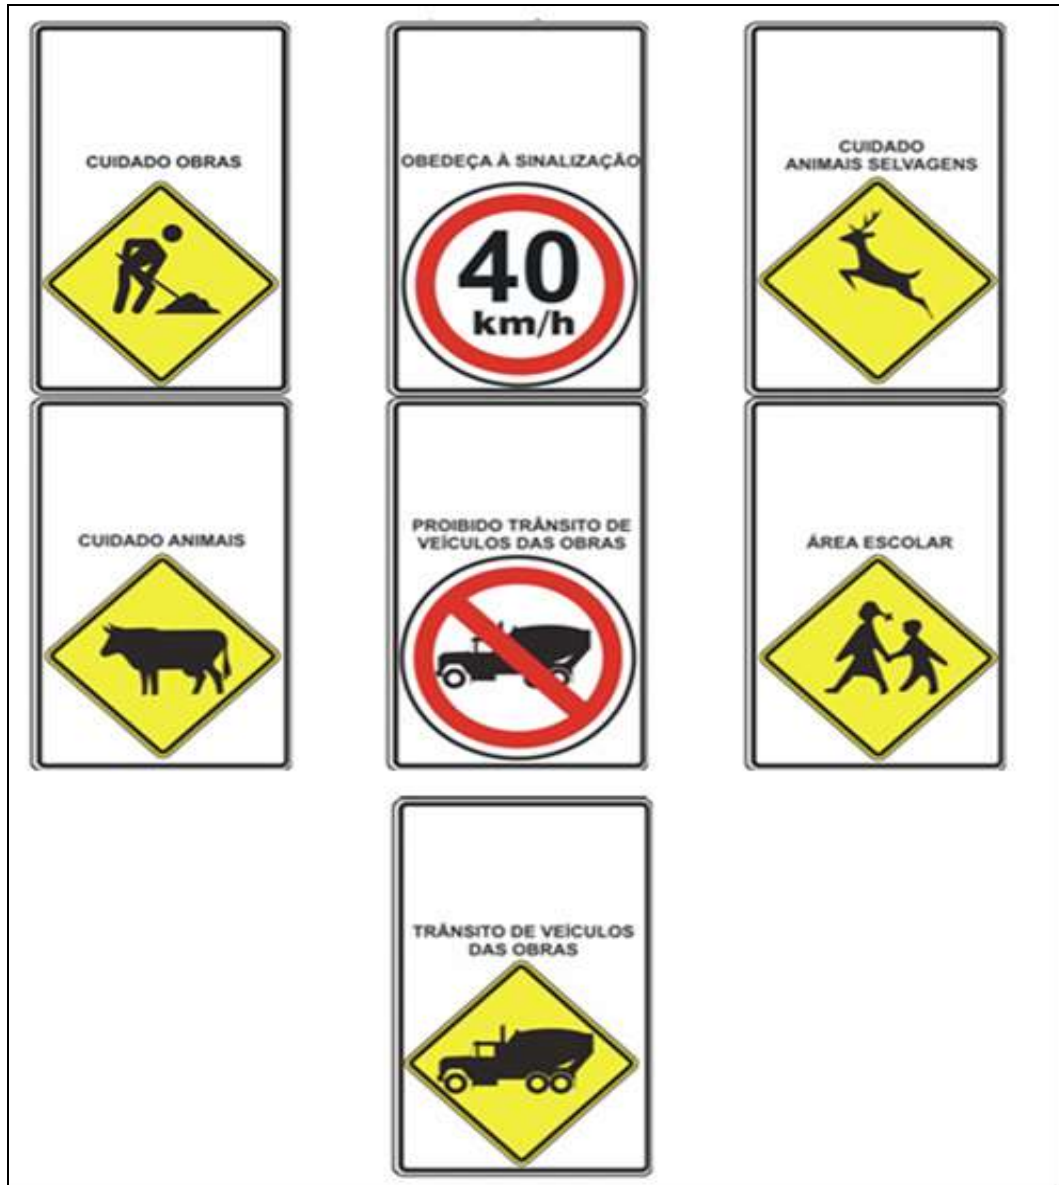 CUIDADO OBRAS
OBEDEÇA À SINALIZAÇÃO
40
km/h
CUIDADO
ANIMAIS SELVAGENS
CUIDADO ANIMAIS
PROIBIDO TRÂNSITO DE
VEÍCULOS DAS OBRAS
ÁREA ESCOLAR
TRÂNSITO DE VEÍCULOS
DAS OBRAS